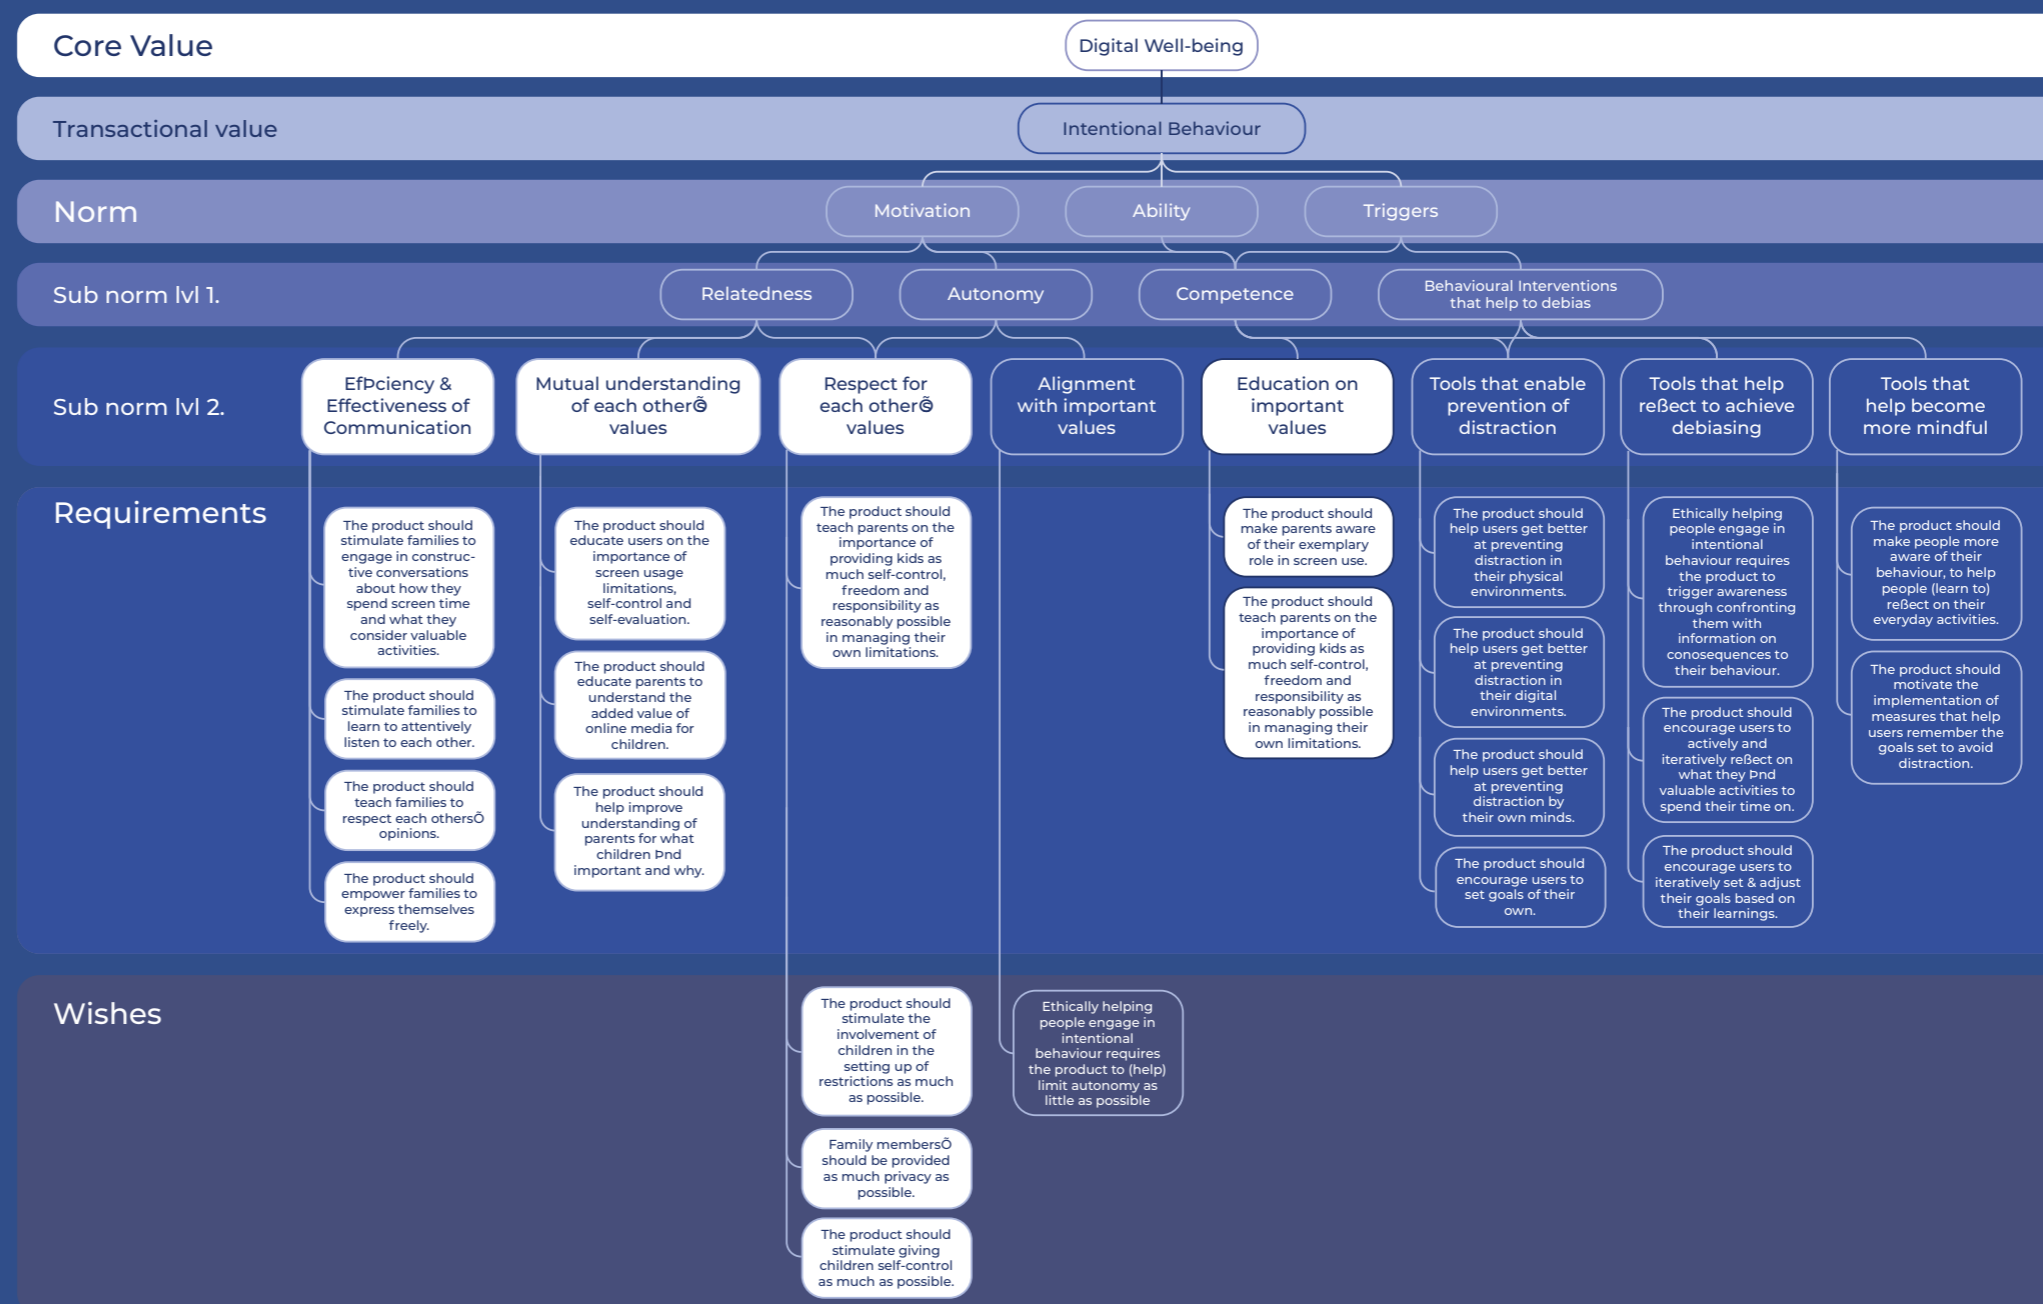 Core Value
Digital Well-being
Transactional value
Intentional Behaviour
Norm
Motivation
Ability
Triggers
Sub norm lvl 1.
Relatedness
Autonomy
Competence
Behavioural Interventions
that help to debias
Sub norm lvl 2.
EfÞciency &
Effectiveness of
Communication
Mutual understanding
of each otherÕs
values
Respect for
each otherÕs
values
Alignment
with important
values
Education on
important
values
Tools that enable
prevention of
distraction
Tools that help
reßect to achieve
debiasing
Tools that
help become
more mindful
Requirements
The product should
stimulate families to
engage in construc-
tive conversations
about how they
spend screen time
and what they
consider valuable
activities.
The product should
stimulate families to
learn to attentively
listen to each other.
The product should
teach families to
respect each othersÕ
opinions.
The product should
empower families to
express themselves
freely.
The product should
educate users on the
importance of
screen usage
limitations,
self-control and
self-evaluation.
The product should
educate parents to
understand the
added value of
online media for
children.
The product should
help improve
understanding of
parents for what
children Þnd
important and why.
The product should
teach parents on the
importance of
providing kids as
much self-control,
freedom and
responsibility as
reasonably possible
in managing their
own limitations.
The product should
make parents aware
of their exemplary
role in screen use.
The product should
teach parents on the
importance of
providing kids as
much self-control,
freedom and
responsibility as
reasonably possible
in managing their
own limitations.
The product should
help users get better
at preventing
distraction in
their physical
environments.
The product should
help users get better
at preventing
distraction in
their digital
environments.
The product should
help users get better
at preventing
distraction by
their own minds.
The product should
encourage users to
set goals of their
own.
Ethically helping
people engage in
intentional
behaviour requires
the product to
trigger awareness
through confronting
them with
information on
conosequences to
their behaviour.
The product should
encourage users to
actively and
iteratively reßect on
what they Þnd
valuable activities to
spend their time on.
The product should
encourage users to
iteratively set & adjust
their goals based on
their learnings.
The product should
make people more
aware of their
behaviour, to help
people (learn to)
reßect on their
everyday activities.
The product should
motivate the
implementation of
measures that help
users remember the
goals set to avoid
distraction.
Wishes
The product should
stimulate the
involvement of
children in the
setting up of
restrictions as much
as possible.
Family membersÕ
should be provided
as much privacy as
possible.
The product should
stimulate giving
children self-control
as much as possible.
Ethically helping
people engage in
intentional
behaviour requires
the product to (help)
limit autonomy as
little as possible